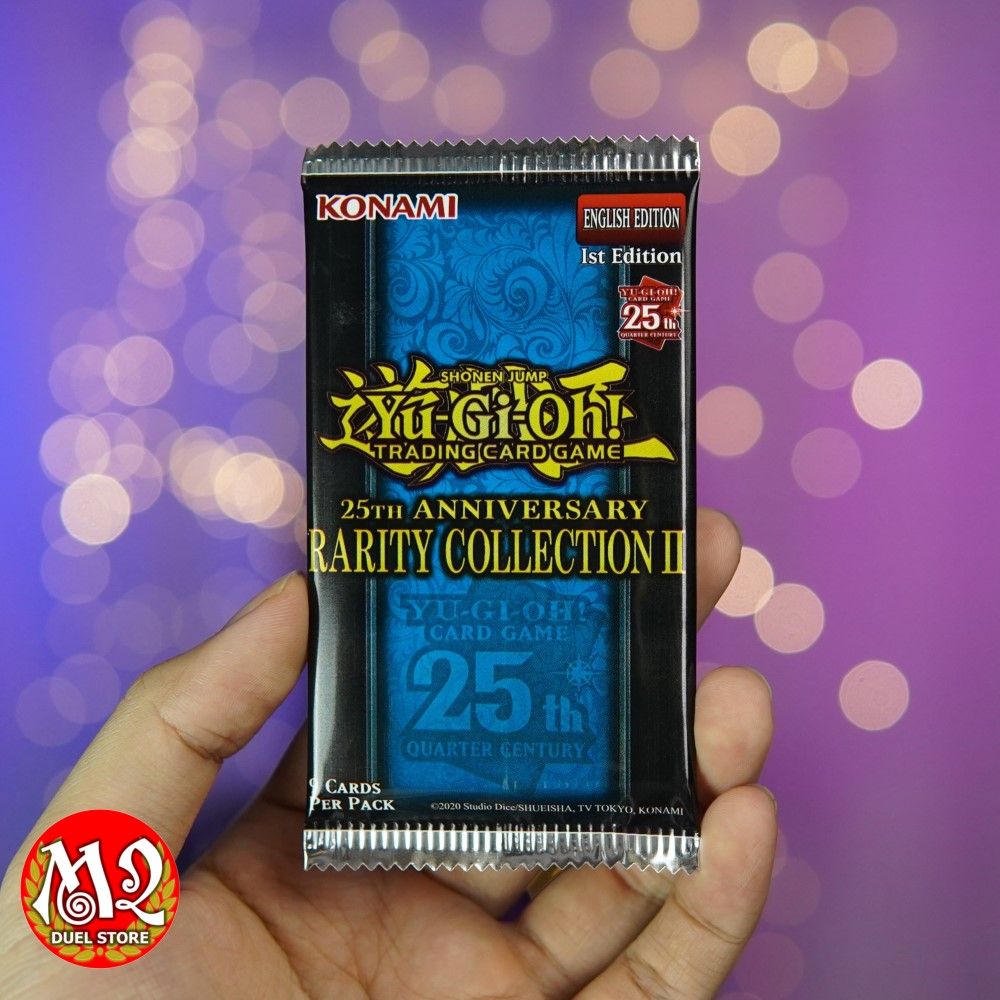 KONAMI
ENGLISH EDITION
1st Edition
YU-GI-OH!
CARD GAME
25th
QUARTER CENTURY
SHONEN JUMP
Yu-Gi-Oh!
TRADING CARD GAME
25TH ANNIVERSARY
RARITY COLLECTION II
YU-GI-OH!
CARD GAME
25th
QUARTER CENTURY
9 CARDS
PER PACK
©2020 Studio Dice/SHUEISHA, TV TOKYO, KONAMI
M2
DUEL STORE